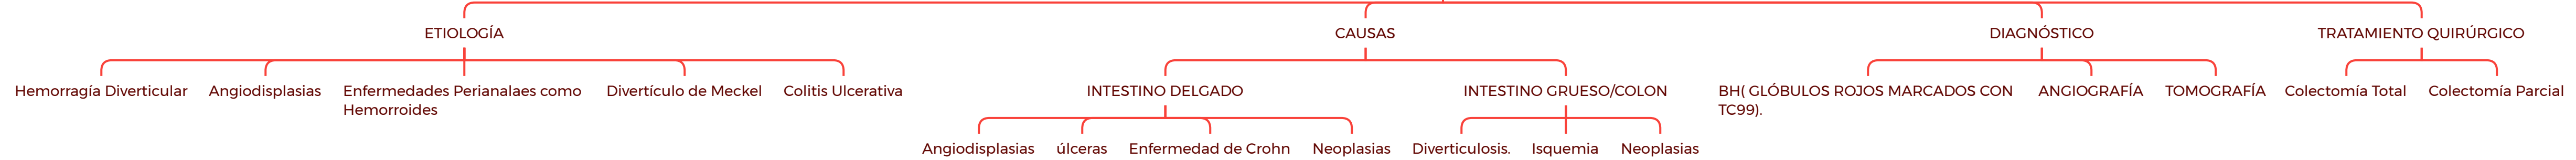 ETIOLOGÍA
CAUSAS
DIAGNÓSTICO
TRATAMIENTO QUIRÚRGICO
Hemorragía Diverticular
Angiodisplasias
Enfermedades Perianalaes como
Hemorroides
Divertículo de Meckel
Colitis Ulcerativa
INTESTINO DELGADO
INTESTINO GRUESO/COLON
BH( GLÓBULOS ROJOS MARCADOS CON
TC99).
ANGIOGRAFÍA
TOMOGRAFÍA
Colectomía Total
Colectomía Parcial
Angiodisplasias
úlceras
Enfermedad de Crohn
Neoplasias
Diverticulosis.
Isquemia
Neoplasias